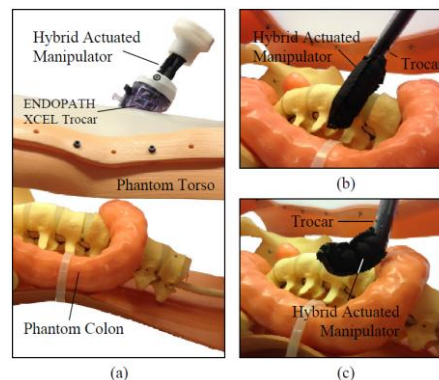 Hybrid Actuated
Manipulator
ENDOPATH
XCEL Trocar
Phantom Torso
Phantom Colon
(a)
Hybrid Actuated
Manipulator
Trocar
(b)
Trocar
Hybrid Actuated
Manipulator
(c)